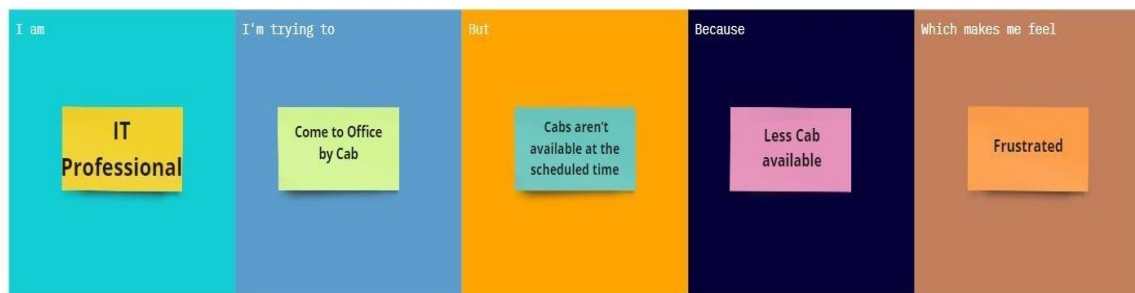 I am
IT
Professional
I'm trying to
Come to Office
by Cab
But
Cabs aren't
available at the
scheduled time
Because
Less Cab
available
Which makes me feel
Frustrated